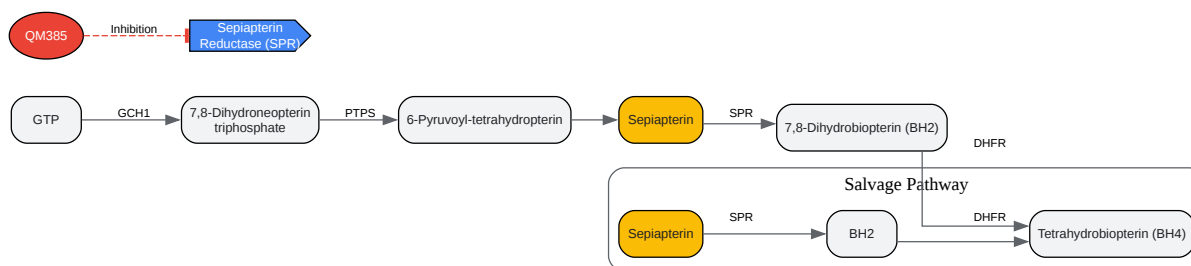 QM385
Inhibition
Sepiapterin
Reductase (SPR)
GTP
GCH1
7,8-Dihydroneopterin
triphosphate
PTPS
6-Pyruvoyl-tetrahydropterin
Sepiapterin
SPR
7,8-Dihydrobiopterin (BH2)
DHFR
Salvage Pathway
Sepiapterin
SPR
BH2
DHFR
Tetrahydrobiopterin (BH4)